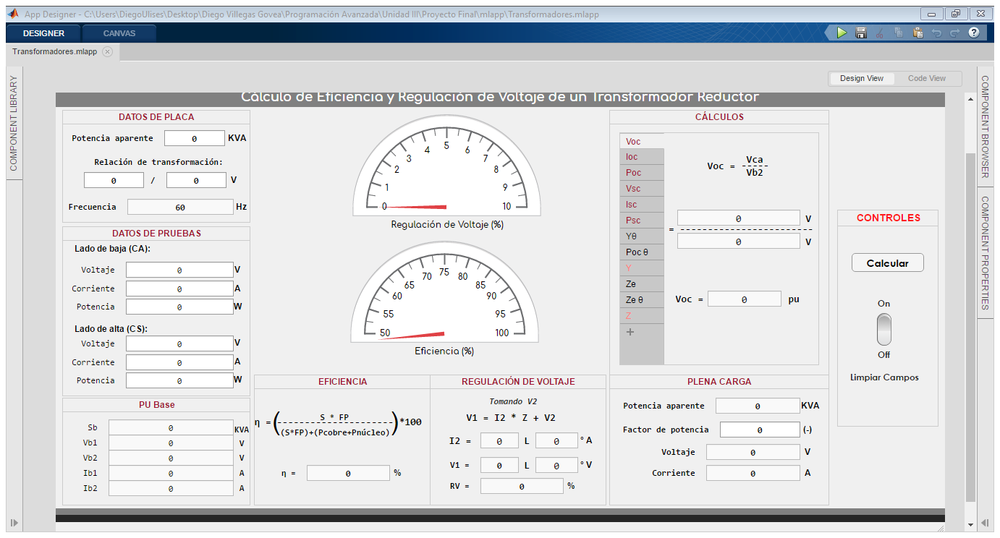 App Designer - C:\Users\DiegoUlises\Desktop\Diego Villegas Govea\Programación Avanzada\Unidad III\Proyecto Final\mlapp\Transformadores.mlapp
DESIGNER CANVAS
Transformadores.mlapp
COMPONENT LIBRARY
Design View Code View
COMPONENT BROWSER
COMPONENT PROPERTIES
Cálculo de Eficiencia y Regulación de Voltaje de un Transformador Reductor
DATOS DE PLACA
Potencia aparente 0 KVA
Relación de transformación:
0 / 0 V
Frecuencia 60 Hz
DATOS DE PRUEBAS
Lado de baja (CA):
Voltaje 0 V
Corriente 0 A
Potencia 0 W
Lado de alta (CS):
Voltaje 0 V
Corriente 0 A
Potencia 0 W
PU Base
Sb 0 KVA
Vb1 0 V
Vb2 0 V
Ib1 0 A
Ib2 0 A
0 1 2 3 4 5 6 7 8 9 10
Regulación de Voltaje (%)
50 55 60 65 70 75 80 85 90 95 100
Eficiencia (%)
EFICIENCIA
η = ( S * FP
---------------------- ) *100
(S*FP)+(Pcobre+Pnúcleo)
η = 0 %
REGULACIÓN DE VOLTAJE
Tomando V2
V1 = I2 * Z + V2
I2 = 0 L 0 ° A
V1 = 0 L 0 ° V
RV = 0 %
CÁLCULOS
Voc
Ioc
Poc
Vsc
Isc
Psc
Yθ
Poc θ
Y
Ze
Ze θ
Z
+
Voc = Vca
-----
Vb2
0 V
= --------------------------
0 V
Voc = 0 pu
PLENA CARGA
Potencia aparente 0 KVA
Factor de potencia 0 (-)
Voltaje 0 V
Corriente 0 A
CONTROLES
Calcular
On
Off
Limpiar Campos